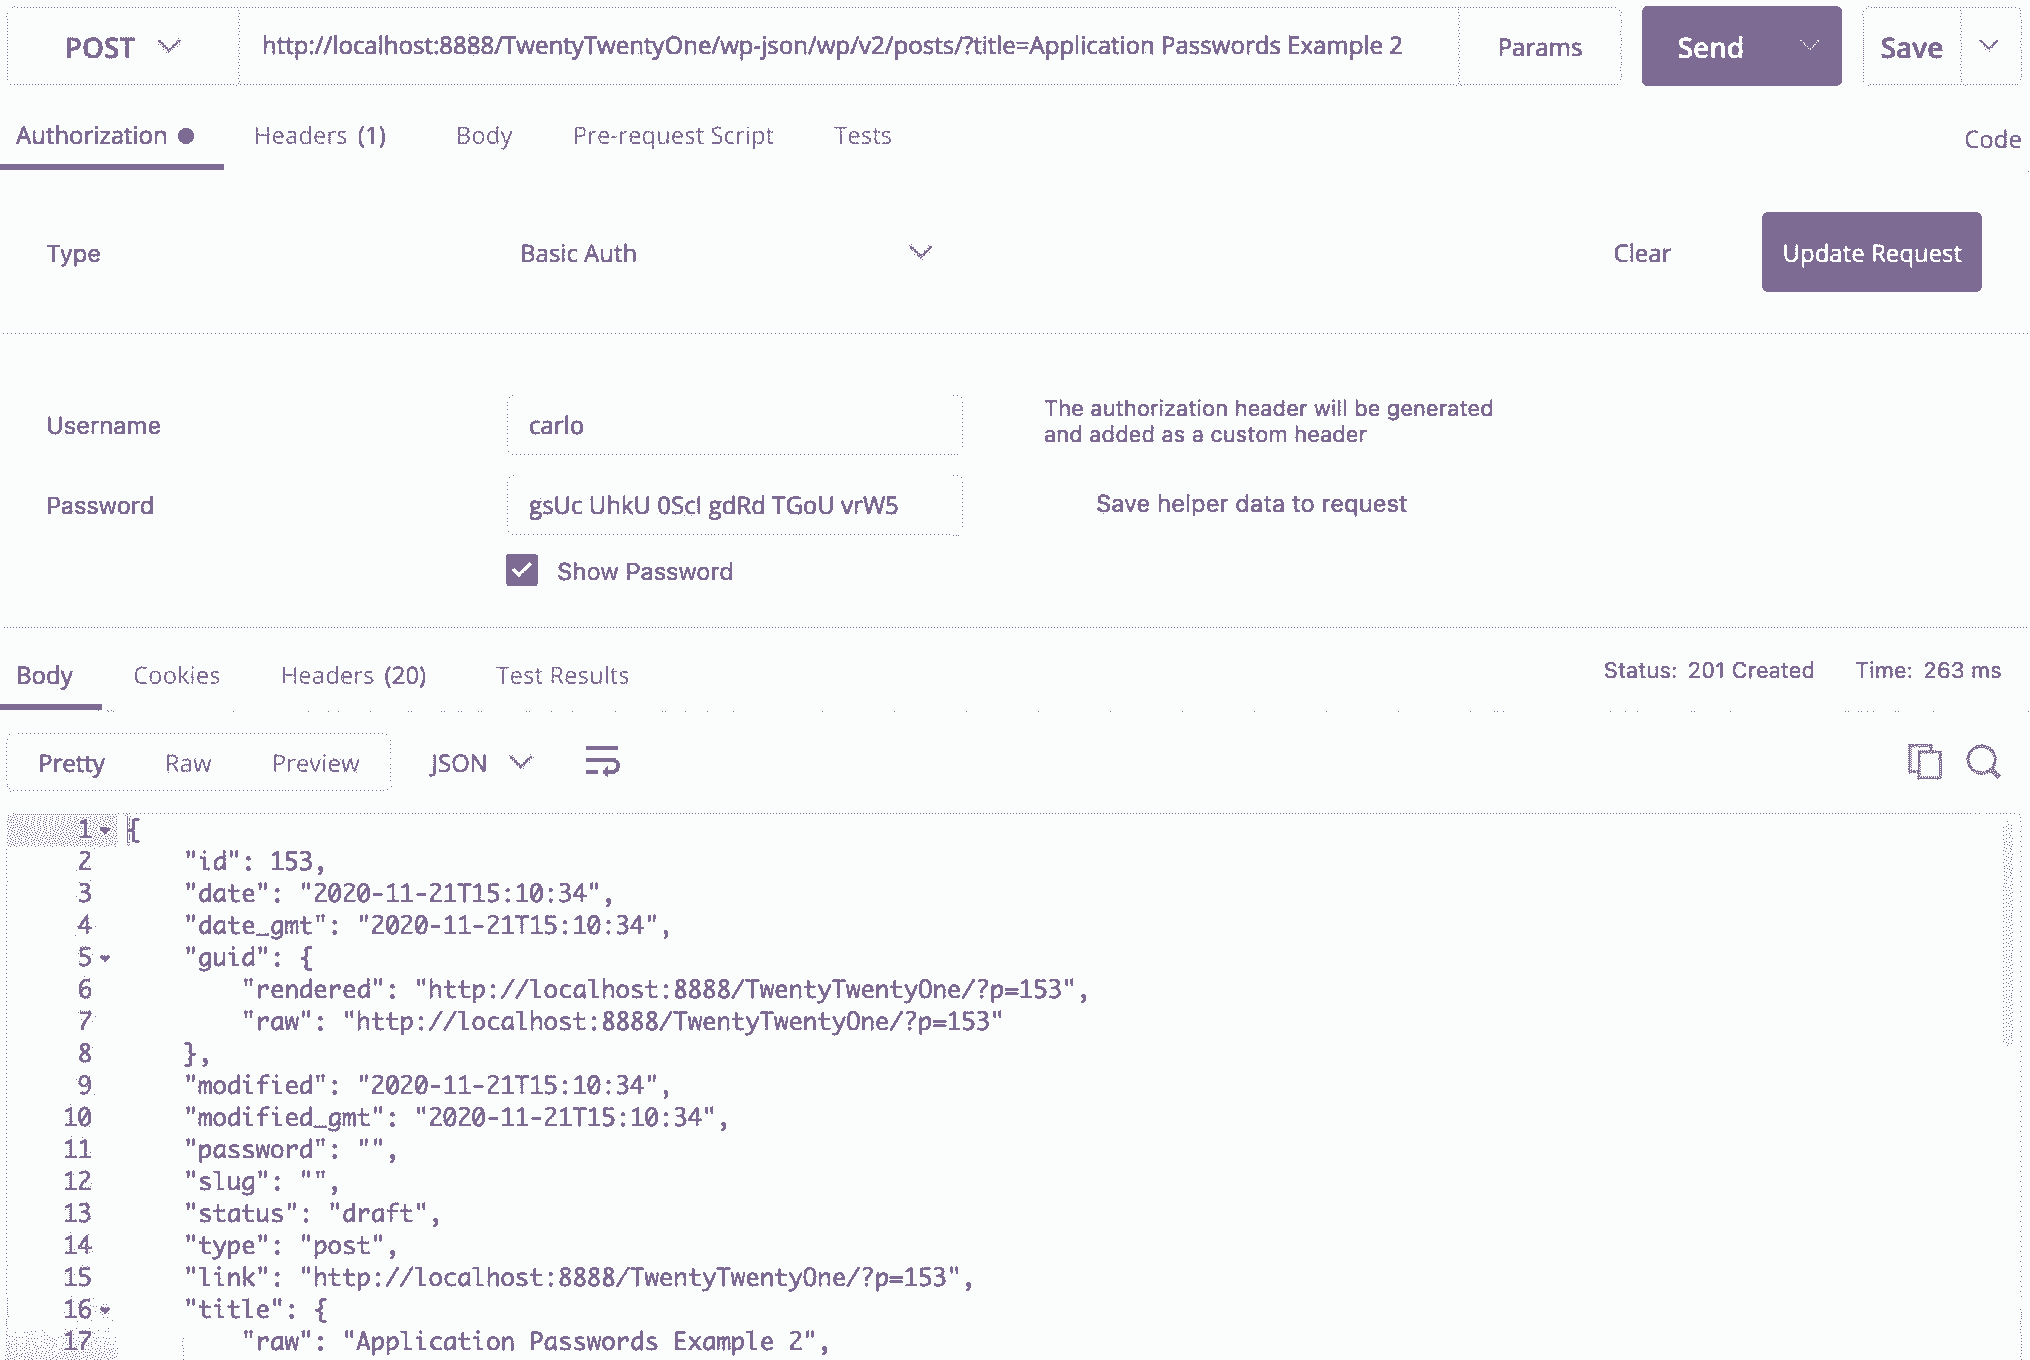 POST http://localhost:8888/TwentyTwentyOne/wp-json/wp/v2/posts/?title=Application Passwords Example 2 Params Send Save
Authorization Headers (1) Body Pre-request Script Tests Code
Type Basic Auth Clear Update Request
Username carlo The authorization header will be generated
and added as a custom header
Password gsUc UhkU 0ScI gdRd TGoU vrW5 Save helper data to request
Show Password
Body Cookies Headers (20) Test Results Status: 201 Created Time: 263 ms
Pretty Raw Preview JSON
1 {
2 "id": 153,
3 "date": "2020-11-21T15:10:34",
4 "date_gmt": "2020-11-21T15:10:34",
5 "guid": {
6 "rendered": "http://localhost:8888/TwentyTwentyOne/?p=153",
7 "raw": "http://localhost:8888/TwentyTwentyOne/?p=153"
8 },
9 "modified": "2020-11-21T15:10:34",
10 "modified_gmt": "2020-11-21T15:10:34",
11 "password": "",
12 "slug": "",
13 "status": "draft",
14 "type": "post",
15 "link": "http://localhost:8888/TwentyTwentyOne/?p=153",
16 "title": {
17 "raw": "Application Passwords Example 2",